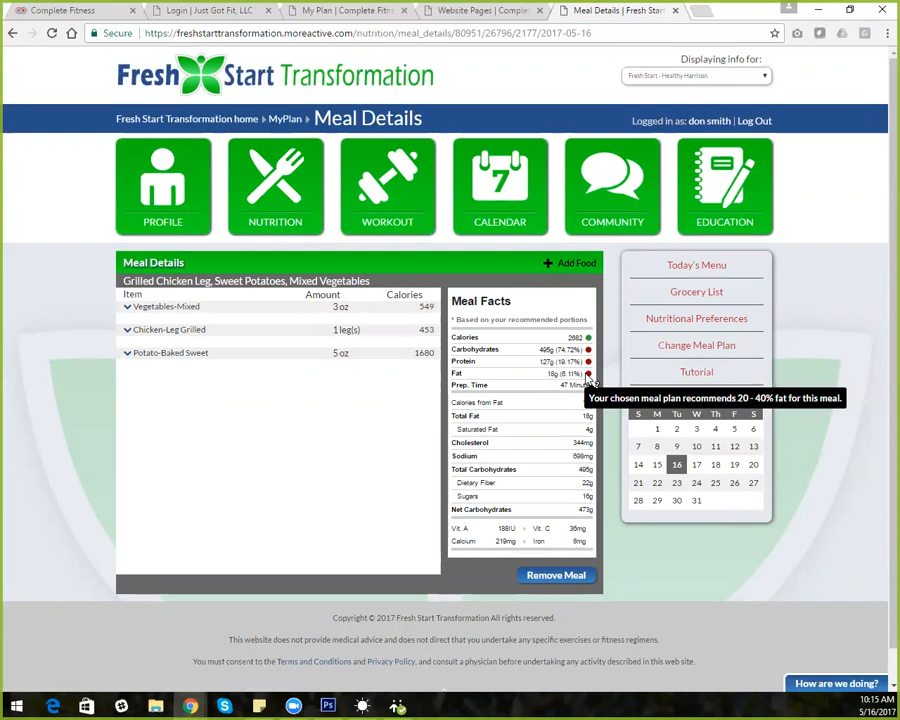 Complete Fitness
Login | Just Got Fit, LLC
My Plan | Complete Fitn
Website Pages | Comple
Meal Details | Fresh Star
Secure
https://freshstarttransformation.moreactive.com/nutrition/meal_details/80951/26796/2177/2017-05-16
Fresh Start Transformation
Displaying info for:
Fresh Start - Healthy Harrison
Fresh Start Transformation home
MyPlan
Meal Details
Logged in as: don smith | Log Out
PROFILE
NUTRITION
WORKOUT
7
CALENDAR
COMMUNITY
EDUCATION
Meal Details
Add Food
Grilled Chicken Leg, Sweet Potatoes, Mixed Vegetables
Item Amount Calories
Vegetables-Mixed 3 oz 549
Chicken-Leg Grilled 1 leg(s) 453
Potato-Baked Sweet 5 oz 1680
Meal Facts
* Based on your recommended portions
Calories 2682
Carbohydrates 495g (74.72%)
Protein 127g (19.17%)
Fat 18g (6.11%)
Prep. Time 47 Minut
Calories from Fat
Total Fat 18g
Saturated Fat 4g
Cholesterol 344mg
Sodium 698mg
Total Carbohydrates 495g
Dietary Fiber 22g
Sugars 16g
Net Carbohydrates 473g
Vit. A 188IU Vit. C 36mg
Calcium 219mg Iron 8mg
Remove Meal
Today's Menu
Grocery List
Nutritional Preferences
Change Meal Plan
Tutorial
Your chosen meal plan recommends 20 - 40% fat for this meal.
S M Tu W Th F S
1 2 3 4 5 6
7 8 9 10 11 12 13
14 15 16 17 18 19 20
21 22 23 24 25 26 27
28 29 30 31
Copyright © 2017 Fresh Start Transformation All rights reserved.
This website does not provide medical advice and does not direct that you undertake any specific exercises or fitness regimens.
You must consent to the Terms and Conditions and Privacy Policy, and consult a physician before undertaking any activity described in this web site.
How are we doing?
10:15 AM
5/16/2017